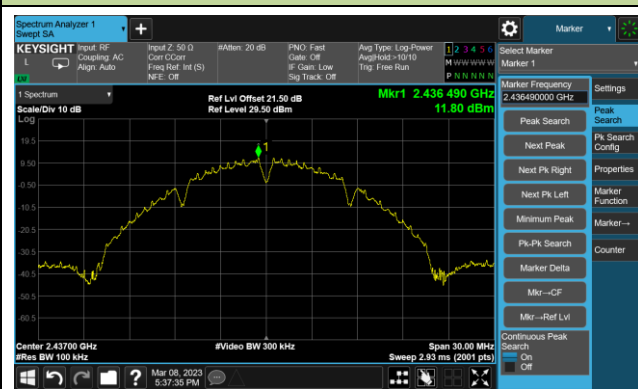 Spectrum Analyzer 1
Swept SA
+
Marker
KEYSIGHT
L
Input: RF
Coupling: AC
Align: Auto
Input Z: 50 Ω
Corr CCorr
Freq Ref: Int (S)
NFE: Off
#Atten: 20 dB
PNO: Fast
Gate: Off
IF Gain: Low
Sig Track: Off
Avg Type: Log-Power
Avg|Hold:>10/10
Trig: Free Run
1 2 3 4 5 6
M W W W W W
P N N N N N
Select Marker
Marker 1
1 Spectrum
Scale/Div 10 dB
Log
Ref Lvl Offset 21.50 dB
Ref Level 29.50 dBm
Mkr1 2.436 490 GHz
11.80 dBm
19.5
9.50
-0.50
-10.5
-20.5
-30.5
-40.5
-50.5
-60.5
1
Center 2.43700 GHz
#Res BW 100 kHz
#Video BW 300 kHz
Span 30.00 MHz
Sweep 2.93 ms (2001 pts)
Marker Frequency
2.436490000 GHz
Peak Search
Next Peak
Next Pk Right
Next Pk Left
Minimum Peak
Pk-Pk Search
Marker Delta
Mkr→CF
Mkr→Ref Lvl
Continuous Peak
Search
On
Off
Settings
Peak
Search
Pk Search
Config
Properties
Marker
Function
Marker→
Counter
?
Mar 08, 2023
5:37:35 PM